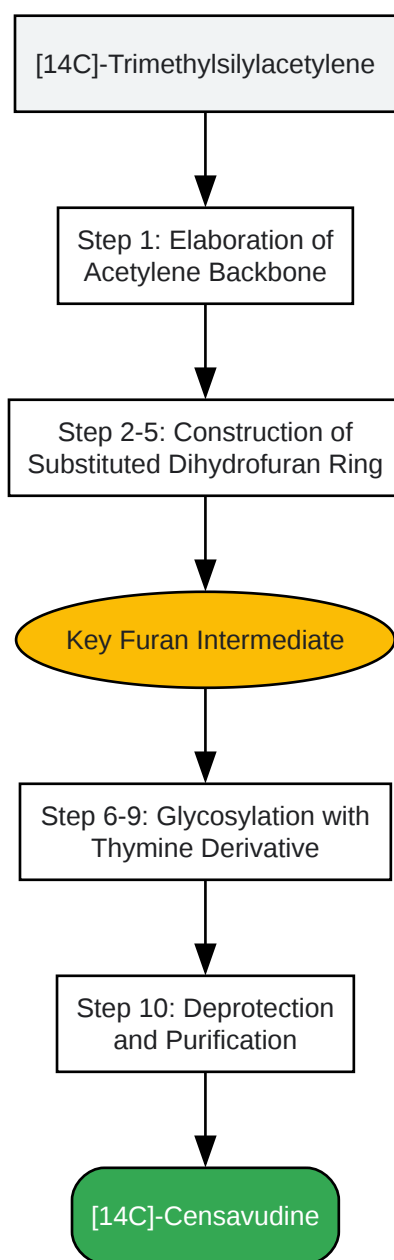 [14C]-Trimethylsilylacetylene
Step 1: Elaboration of
Acetylene Backbone
Step 2-5: Construction of
Substituted Dihydrofuran Ring
Key Furan Intermediate
Step 6-9: Glycosylation with
Thymine Derivative
Step 10: Deprotection
and Purification
[14C]-Censavudine